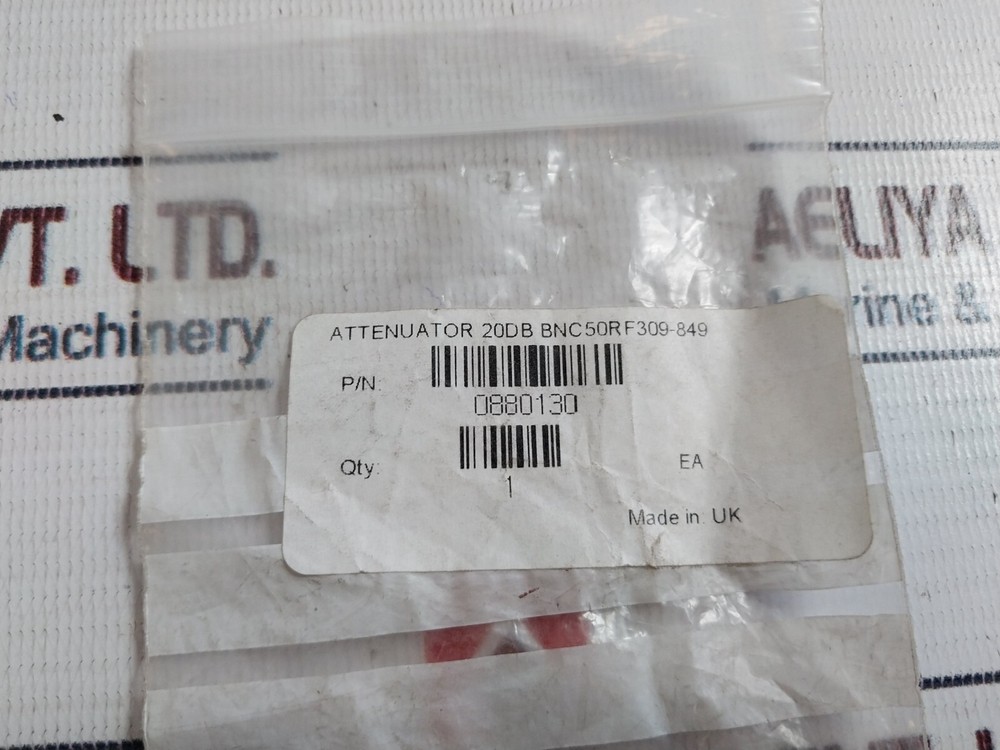 VT. LTD.
AELIYA
Machinery
rine &
ATTENUATOR 20DB BNC50RF309-849
P/N:
0880130
Qty:
1
EA
Made in: UK